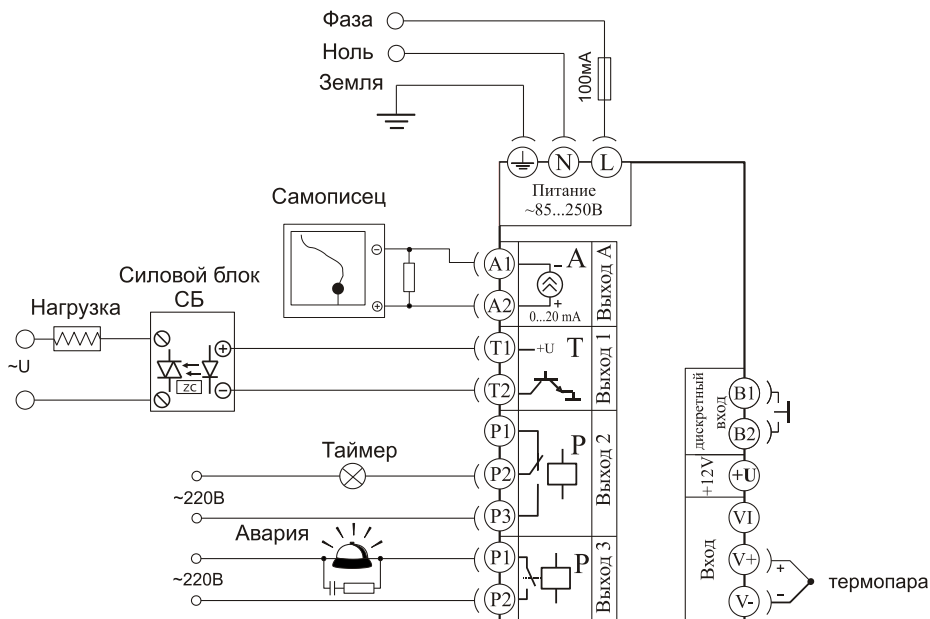 Фаза
Ноль
Земля
100мА
N L
Питание
~85...250В
Самописец
A1
A2
– A
+
0...20 mA
Выход А
Силовой блок
СБ
Нагрузка
~U
ZC
+
–
T1
T2
+U T
Выход 1
P1
P2
P3
P
Выход 2
Таймер
~220В
Авария
~220В
P1
P2
P
Выход 3
дискретный
вход
B1
B2
+12V
+U
Вход
VI
V+
V-
+
–
термопара